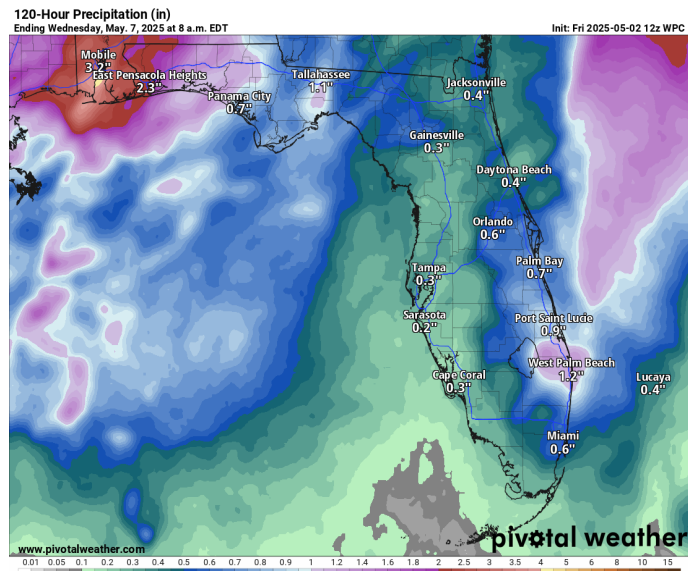 120-Hour Precipitation (in)
Ending Wednesday, May. 7, 2025 at 8 a.m. EDT
Init: Fri 2025-05-02 12z WPC
Mobile
3.2"
East Pensacola Heights
2.3"
Panama City
0.7"
Tallahassee
1.1"
Jacksonville
0.4"
Gainesville
0.3"
Daytona Beach
0.4"
Orlando
0.6"
Palm Bay
0.7"
Tampa
0.3"
Sarasota
0.2"
Port Saint Lucie
0.9"
West Palm Beach
1.2"
Cape Coral
0.3"
Lucaya
0.4"
Miami
0.6"
pivotal weather
www.pivotalweather.com
0.01 0.05 0.1 0.2 0.3 0.4 0.5 0.6 0.7 0.8 0.9 1 1.2 1.4 1.6 1.8 2 2.5 3 3.5 4 5 6 8 10 15